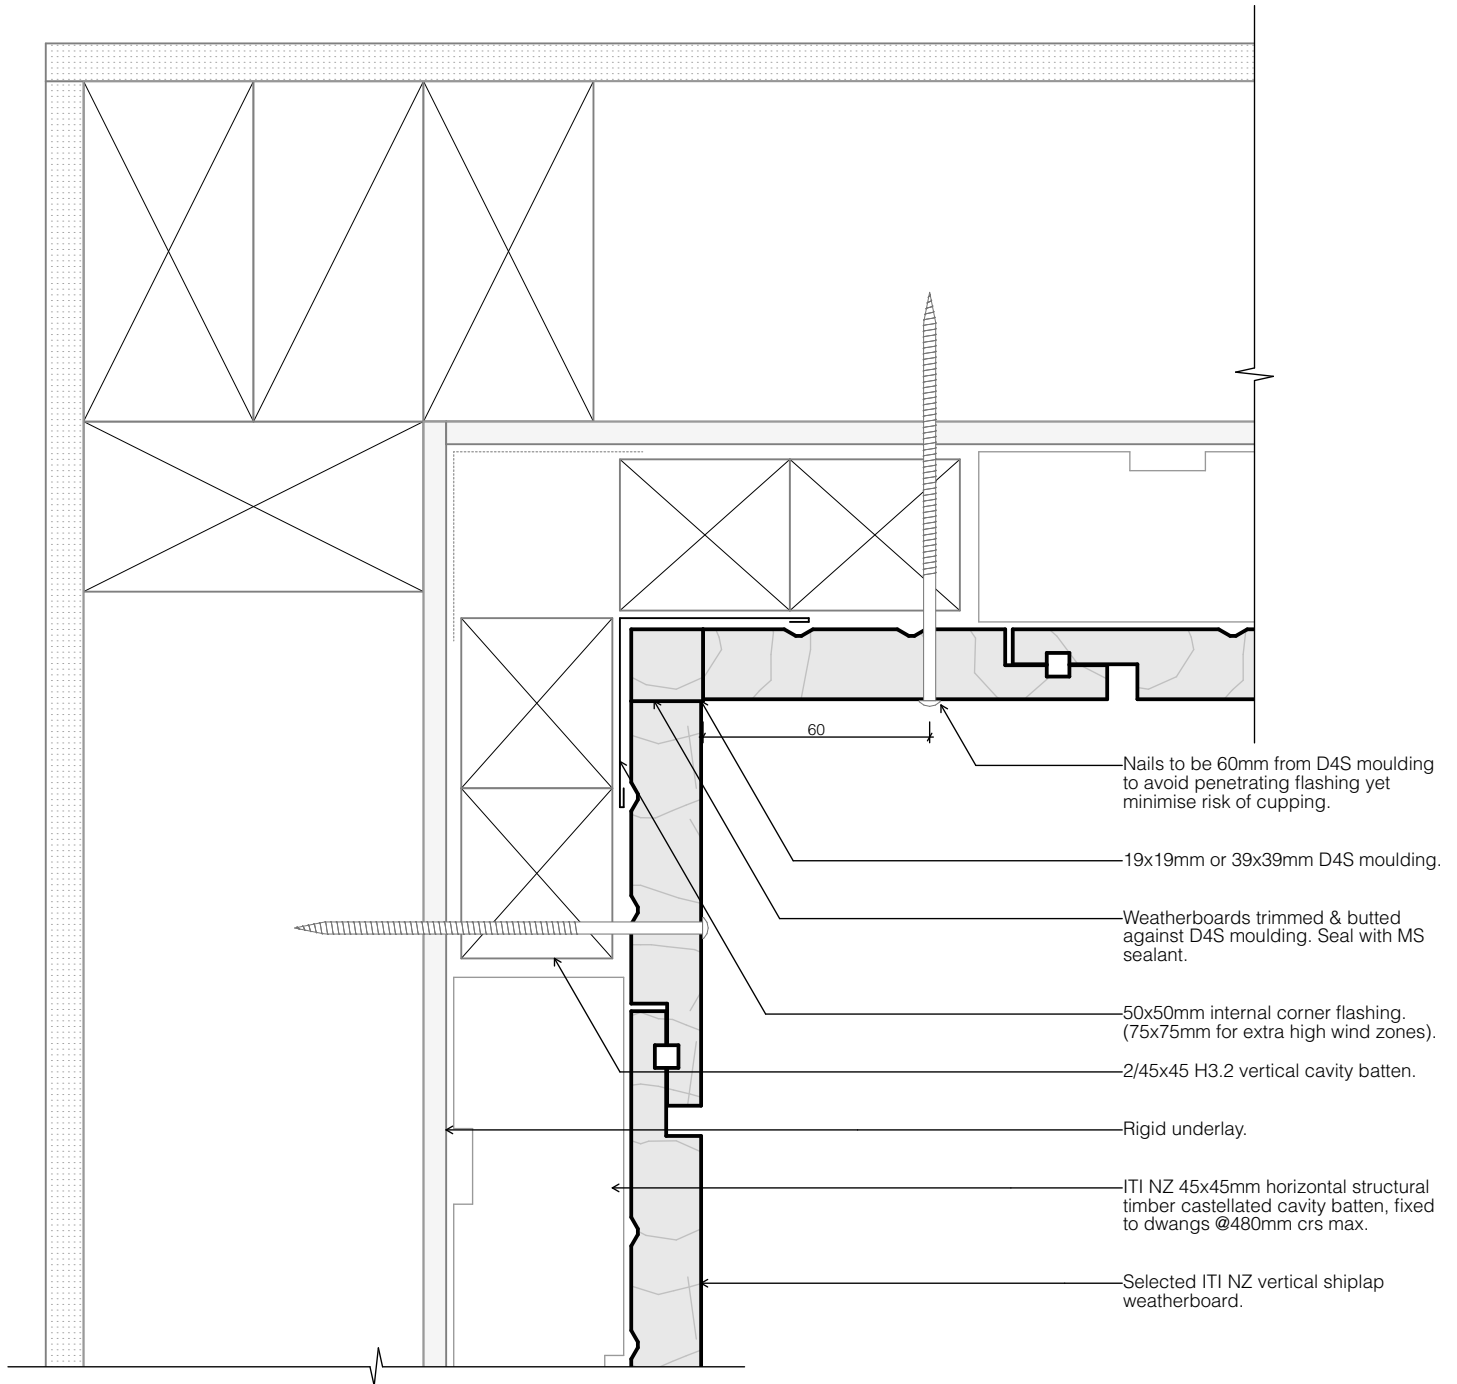 60
Nails to be 60mm from D4S moulding
to avoid penetrating flashing yet
minimise risk of cupping.
19x19mm or 39x39mm D4S moulding.
Weatherboards trimmed & butted
against D4S moulding. Seal with MS
sealant.
50x50mm internal corner flashing.
(75x75mm for extra high wind zones).
2/45x45 H3.2 vertical cavity batten.
Rigid underlay.
ITI NZ 45x45mm horizontal structural
timber castellated cavity batten, fixed
to dwangs @480mm crs max.
Selected ITI NZ vertical shiplap
weatherboard.